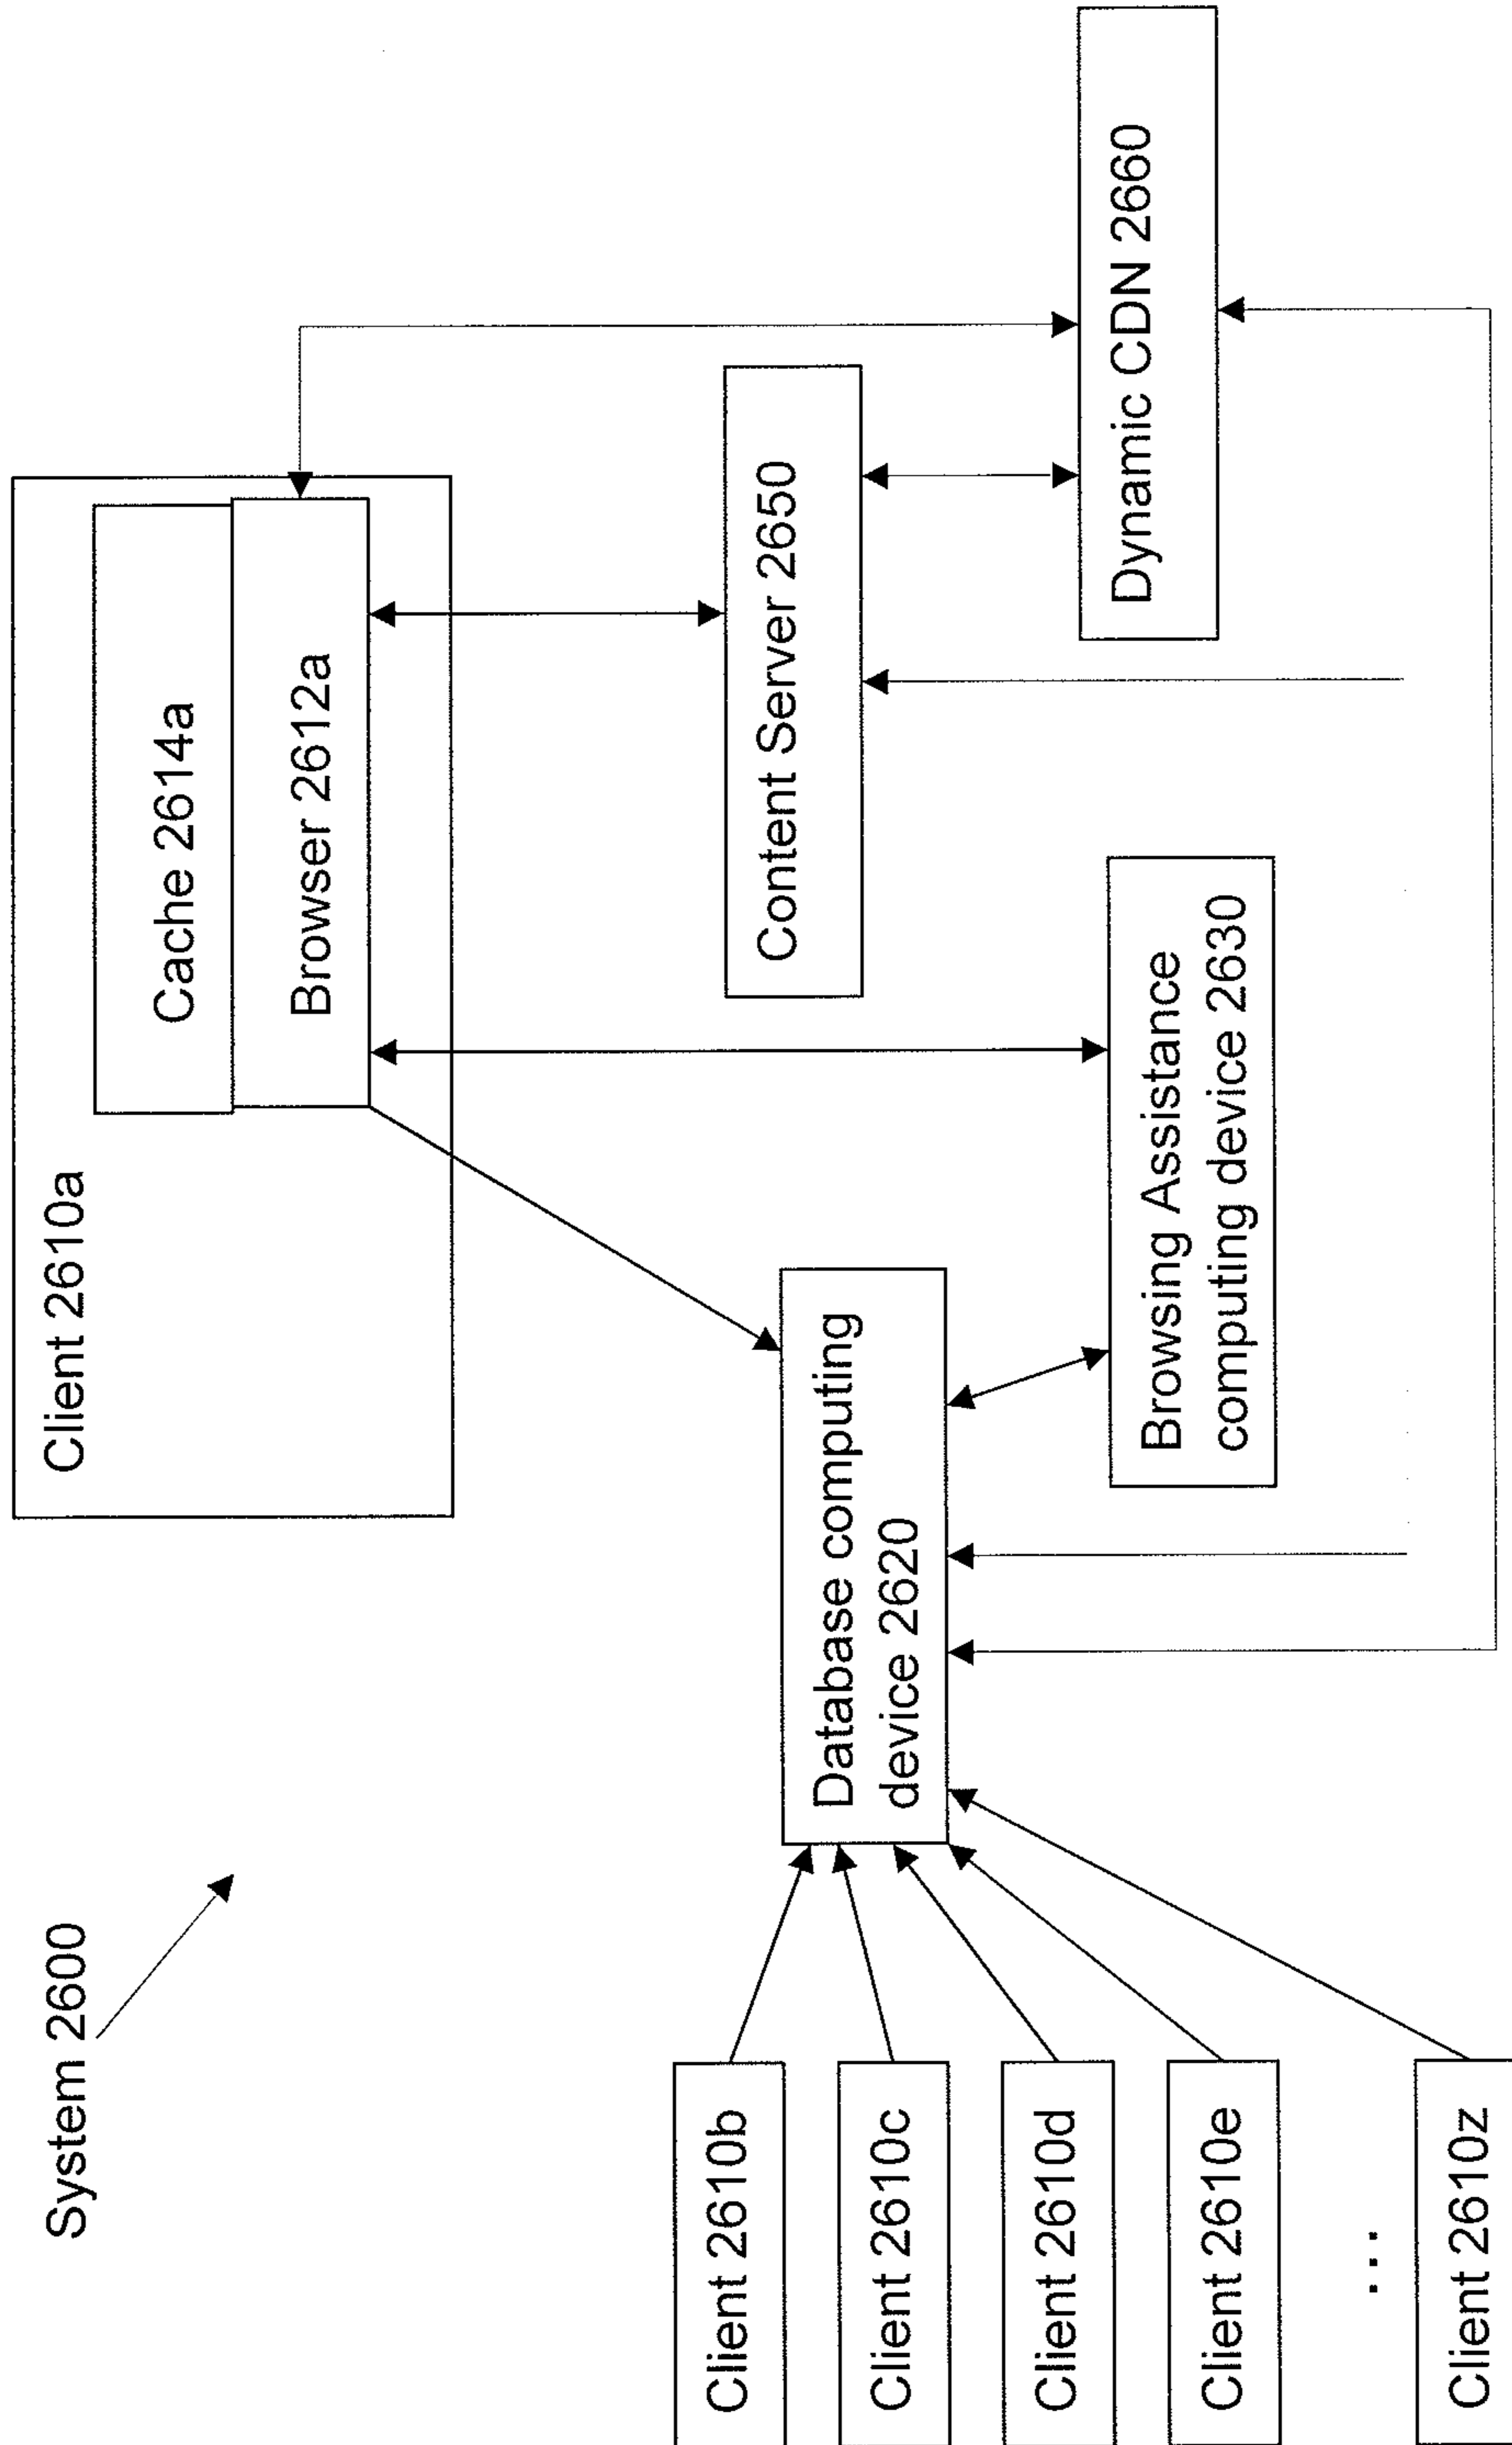 System 2600
Client 2610a
Cache 2614a
Browser 2612a
Client 2610b
Client 2610c
Client 2610d
Client 2610e
...
Client 2610z
Database computing
device 2620
Content Server 2650
Browsing Assistance
computing device 2630
Dynamic CDN 2660